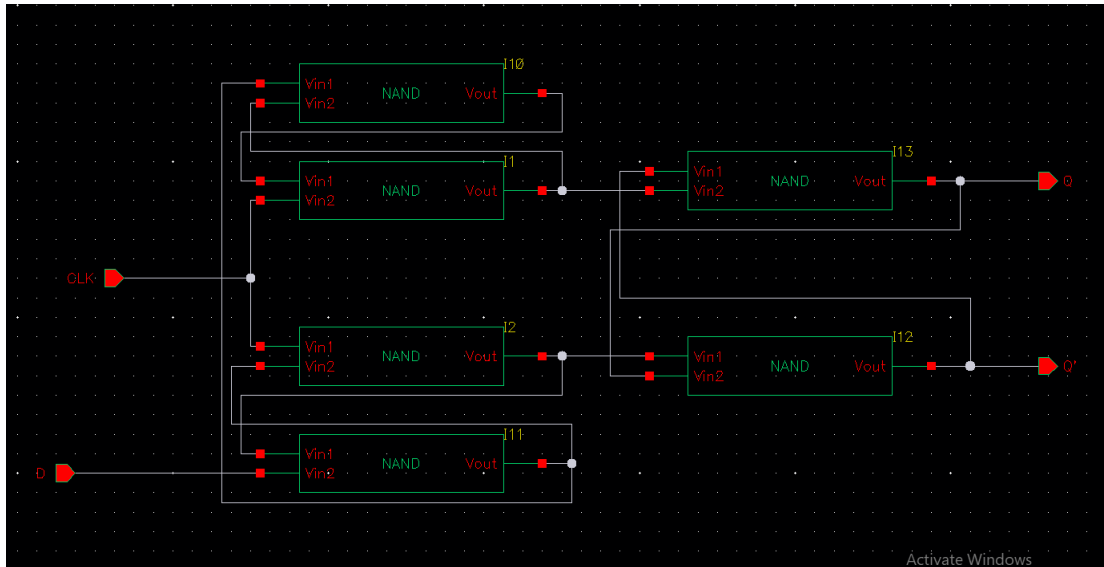 I10
Vin1 NAND Vout
Vin2
I1
Vin1 NAND Vout
Vin2
I13
Vin1 NAND Vout Q
Vin2
CLK
I2
Vin1 NAND Vout
Vin2
I12
Vin1 NAND Vout Q'
Vin2
I11
Vin1 NAND Vout
D Vin2
Activate Windows